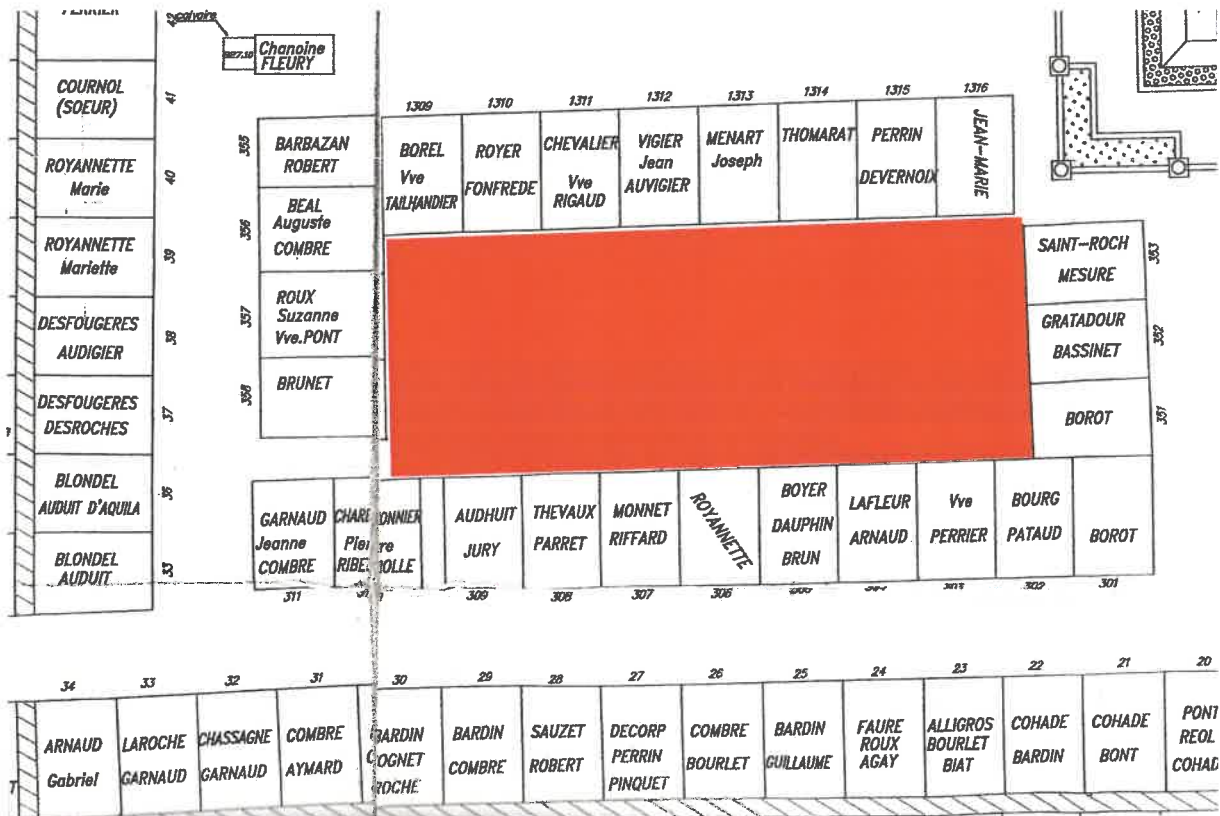 calvaire
Chanoine
FLEURY
42
COURNOL
(SOEUR)
41
ROYANNETTE
Marie
40
ROYANNETTE
Mariette
39
DESFOUGERES
AUDIGIER
38
DESFOUGERES
DESROCHES
37
BLONDEL
AUDUIT D'AQUILA
BLONDEL
AUDUIT
355
BARBAZAN
ROBERT
356
BEAL
Auguste
COMBRE
357
ROUX
Suzanne
Vve.PONT
358
BRUNET
1309
BOREL
Vve
TAILHANDIER
1310
ROYER
FONFREDE
1311
CHEVALIER
Vve
RIGAUD
1312
VIGIER
Jean
AUVIGIER
1313
MENART
Joseph
1314
THOMARAT
1315
PERRIN
DEVERNOIX
1316
JEAN-MARIE
SAINT-ROCH
MESURE
353
GRATADOUR
BASSINET
352
BOROT
351
GARNAUD
Jeanne
COMBRE
311
Pierre
AUDHUIT
JURY
309
THEVAUX
PARRET
308
MONNET
RIFFARD
307
ROYANNETTE
306
BOYER
DAUPHIN
BRUN
LAFLEUR
ARNAUD
Vve
PERRIER
BOURG
PATAUD
302
BOROT
301
34
ARNAUD
Gabriel
33
LAROCHE
GARNAUD
32
CHASSAGNE
GARNAUD
31
COMBRE
AYMARD
30
BARDIN
COGNET
ROCHE
29
BARDIN
COMBRE
28
SAUZET
ROBERT
27
DECORP
PERRIN
PINQUET
26
COMBRE
BOURLET
25
BARDIN
GUILLAUME
24
FAURE
ROUX
AGAY
23
ALLIGROS
BOURLET
BIAT
22
COHADE
BARDIN
21
COHADE
BONT
20
PONT
REOL
COHAD